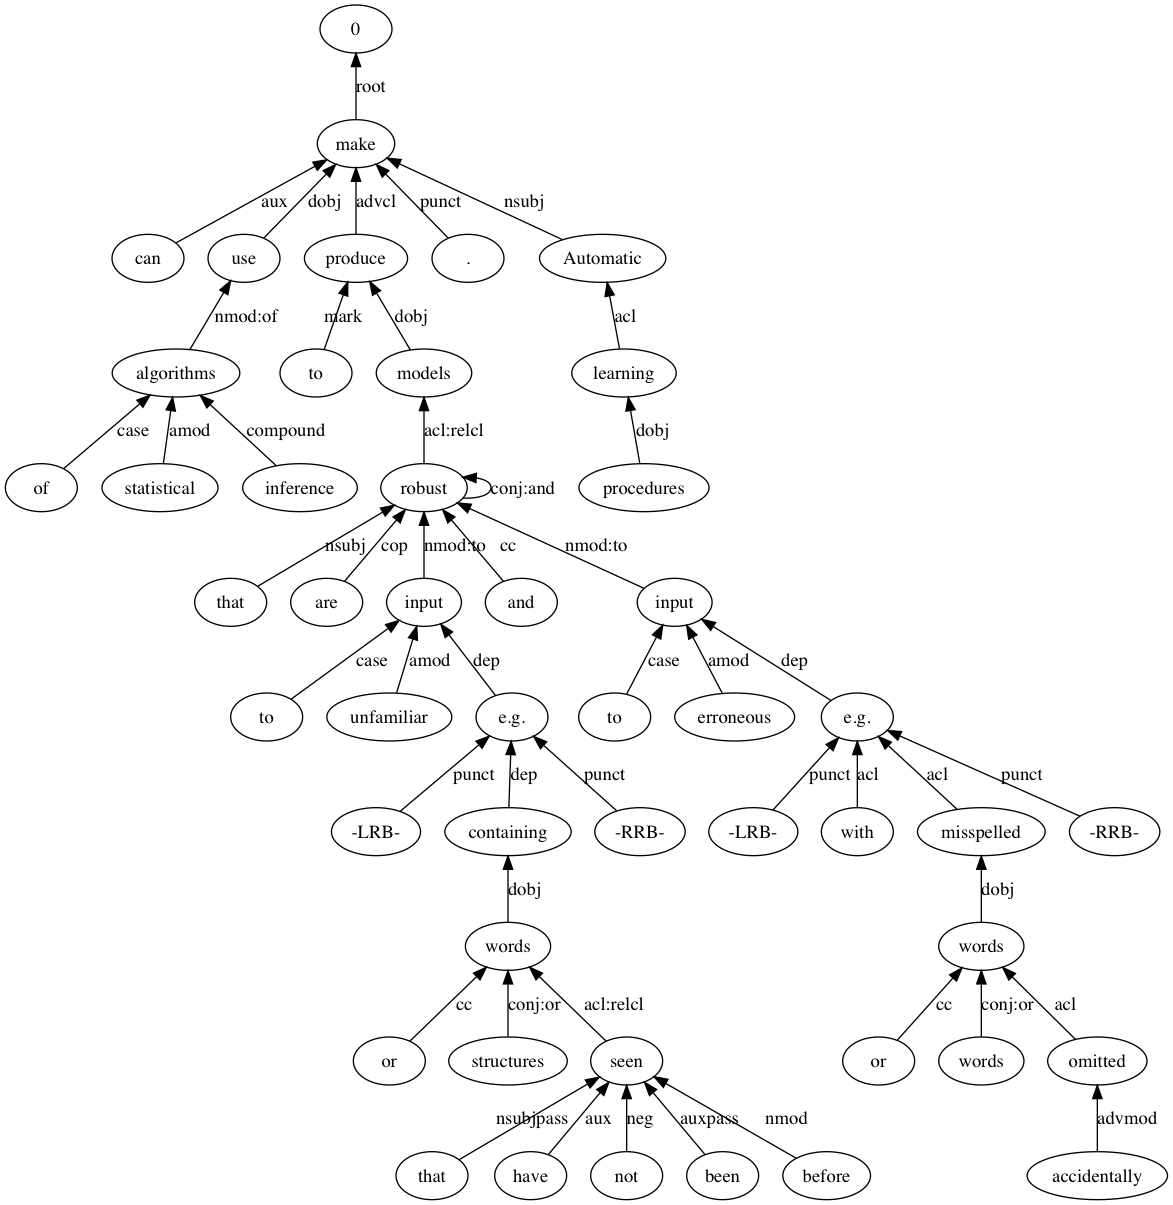 0
root
make
aux dobj advcl punct nsubj
can use produce . Automatic
nmod:of mark dobj acl
algorithms to models learning
case amod compound acl:relcl dobj
of statistical inference robust conj:and procedures
nsubj cop nmod:to cc nmod:to
that are input and input
case amod dep case amod dep
to unfamiliar e.g. to erroneous e.g.
punct dep punct punct acl acl punct
-LRB- containing -RRB- -LRB- with misspelled -RRB-
dobj dobj
words words
cc conj:or acl:relcl cc conj:or acl
or structures seen or words omitted
nsubjpass aux neg auxpass nmod advmod
that have not been before accidentally